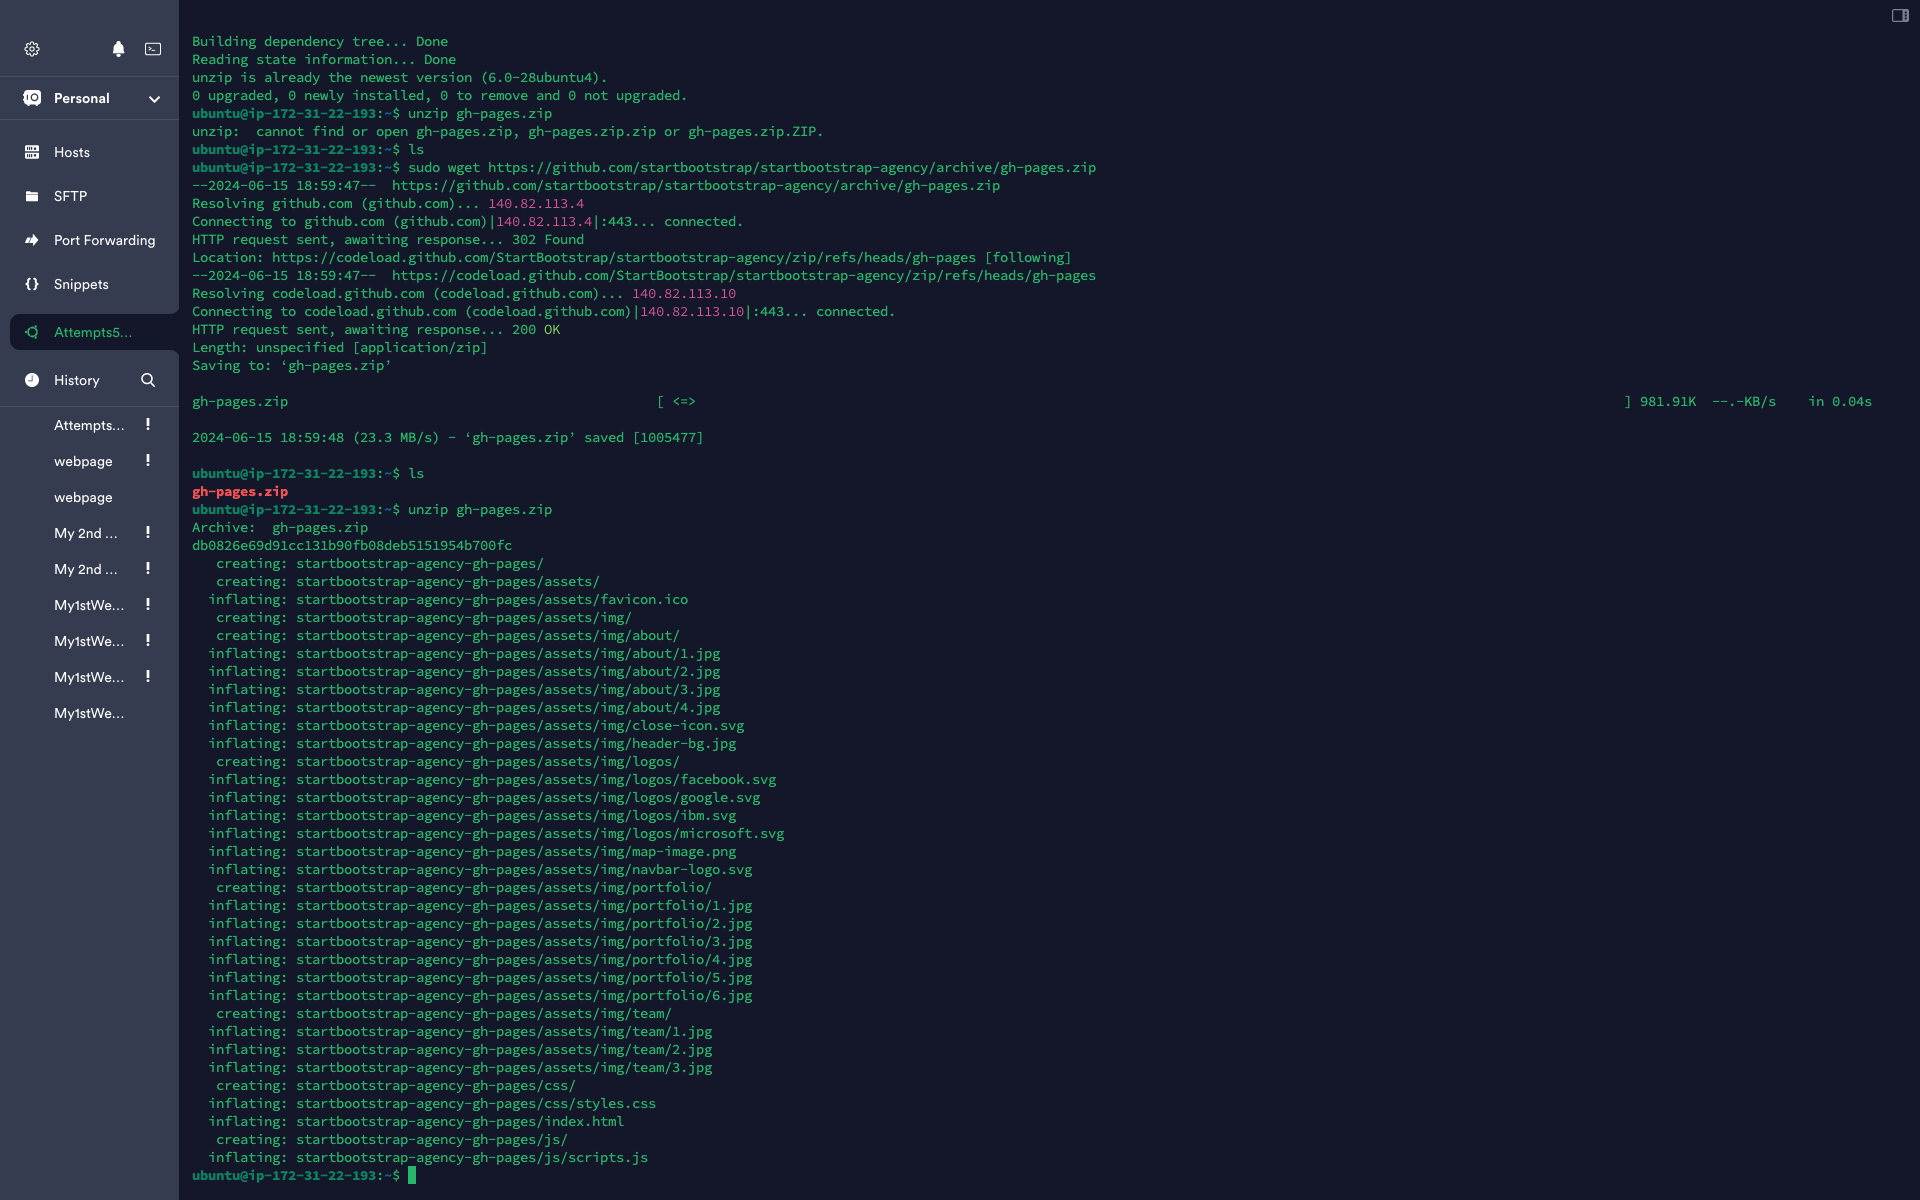 Personal
Hosts
SFTP
Port Forwarding
Snippets
Attempts5...
History
Attempts... !
webpage !
webpage
My 2nd ... !
My 2nd ... !
My1stWe... !
My1stWe... !
My1stWe... !
My1stWe...
Building dependency tree... Done
Reading state information... Done
unzip is already the newest version (6.0-28ubuntu4).
0 upgraded, 0 newly installed, 0 to remove and 0 not upgraded.
ubuntu@ip-172-31-22-193:~$ unzip gh-pages.zip
unzip:  cannot find or open gh-pages.zip, gh-pages.zip.zip or gh-pages.zip.ZIP.
ubuntu@ip-172-31-22-193:~$ ls
ubuntu@ip-172-31-22-193:~$ sudo wget https://github.com/startbootstrap/startbootstrap-agency/archive/gh-pages.zip
--2024-06-15 18:59:47--  https://github.com/startbootstrap/startbootstrap-agency/archive/gh-pages.zip
Resolving github.com (github.com)... 140.82.113.4
Connecting to github.com (github.com)|140.82.113.4|:443... connected.
HTTP request sent, awaiting response... 302 Found
Location: https://codeload.github.com/StartBootstrap/startbootstrap-agency/zip/refs/heads/gh-pages [following]
--2024-06-15 18:59:47--  https://codeload.github.com/StartBootstrap/startbootstrap-agency/zip/refs/heads/gh-pages
Resolving codeload.github.com (codeload.github.com)... 140.82.113.10
Connecting to codeload.github.com (codeload.github.com)|140.82.113.10|:443... connected.
HTTP request sent, awaiting response... 200 OK
Length: unspecified [application/zip]
Saving to: ‘gh-pages.zip’
gh-pages.zip [ <=> ] 981.91K  --.-KB/s    in 0.04s
2024-06-15 18:59:48 (23.3 MB/s) - ‘gh-pages.zip’ saved [1005477]
ubuntu@ip-172-31-22-193:~$ ls
gh-pages.zip
ubuntu@ip-172-31-22-193:~$ unzip gh-pages.zip
Archive:  gh-pages.zip
db0826e69d91cc131b90fb08deb5151954b700fc
creating: startbootstrap-agency-gh-pages/
creating: startbootstrap-agency-gh-pages/assets/
inflating: startbootstrap-agency-gh-pages/assets/favicon.ico
creating: startbootstrap-agency-gh-pages/assets/img/
creating: startbootstrap-agency-gh-pages/assets/img/about/
inflating: startbootstrap-agency-gh-pages/assets/img/about/1.jpg
inflating: startbootstrap-agency-gh-pages/assets/img/about/2.jpg
inflating: startbootstrap-agency-gh-pages/assets/img/about/3.jpg
inflating: startbootstrap-agency-gh-pages/assets/img/about/4.jpg
inflating: startbootstrap-agency-gh-pages/assets/img/close-icon.svg
inflating: startbootstrap-agency-gh-pages/assets/img/header-bg.jpg
creating: startbootstrap-agency-gh-pages/assets/img/logos/
inflating: startbootstrap-agency-gh-pages/assets/img/logos/facebook.svg
inflating: startbootstrap-agency-gh-pages/assets/img/logos/google.svg
inflating: startbootstrap-agency-gh-pages/assets/img/logos/ibm.svg
inflating: startbootstrap-agency-gh-pages/assets/img/logos/microsoft.svg
inflating: startbootstrap-agency-gh-pages/assets/img/map-image.png
inflating: startbootstrap-agency-gh-pages/assets/img/navbar-logo.svg
creating: startbootstrap-agency-gh-pages/assets/img/portfolio/
inflating: startbootstrap-agency-gh-pages/assets/img/portfolio/1.jpg
inflating: startbootstrap-agency-gh-pages/assets/img/portfolio/2.jpg
inflating: startbootstrap-agency-gh-pages/assets/img/portfolio/3.jpg
inflating: startbootstrap-agency-gh-pages/assets/img/portfolio/4.jpg
inflating: startbootstrap-agency-gh-pages/assets/img/portfolio/5.jpg
inflating: startbootstrap-agency-gh-pages/assets/img/portfolio/6.jpg
creating: startbootstrap-agency-gh-pages/assets/img/team/
inflating: startbootstrap-agency-gh-pages/assets/img/team/1.jpg
inflating: startbootstrap-agency-gh-pages/assets/img/team/2.jpg
inflating: startbootstrap-agency-gh-pages/assets/img/team/3.jpg
creating: startbootstrap-agency-gh-pages/css/
inflating: startbootstrap-agency-gh-pages/css/styles.css
inflating: startbootstrap-agency-gh-pages/index.html
creating: startbootstrap-agency-gh-pages/js/
inflating: startbootstrap-agency-gh-pages/js/scripts.js
ubuntu@ip-172-31-22-193:~$